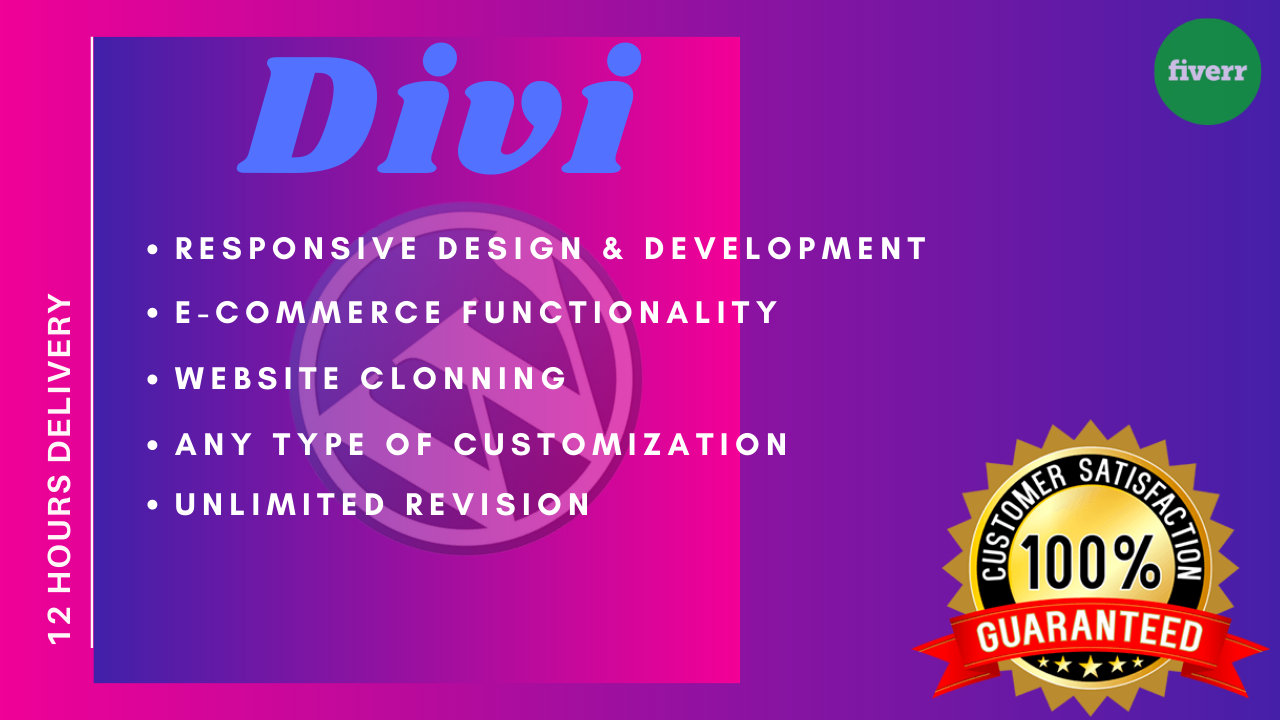 Divi
fiverr
RESPONSIVE DESIGN & DEVELOPMENT
E-COMMERCE FUNCTIONALITY
WEBSITE CLONNING
ANY TYPE OF CUSTOMIZATION
UNLIMITED REVISION
12 HOURS DELIVERY
CUSTOMER SATISFACTION
100%
GUARANTEED